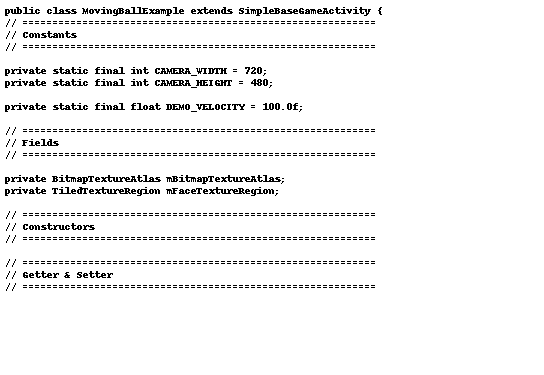 public class MovingBallExample extends SimpleBaseGameActivity {
// ===========================================================
// Constants
// ===========================================================
private static final int CAMERA_WIDTH = 720;
private static final int CAMERA_HEIGHT = 480;
private static final float DEMO_VELOCITY = 100.0f;
// ===========================================================
// Fields
// ===========================================================
private BitmapTextureAtlas mBitmapTextureAtlas;
private TiledTextureRegion mFaceTextureRegion;
// ===========================================================
// Constructors
// ===========================================================
// ===========================================================
// Getter & Setter
// ===========================================================